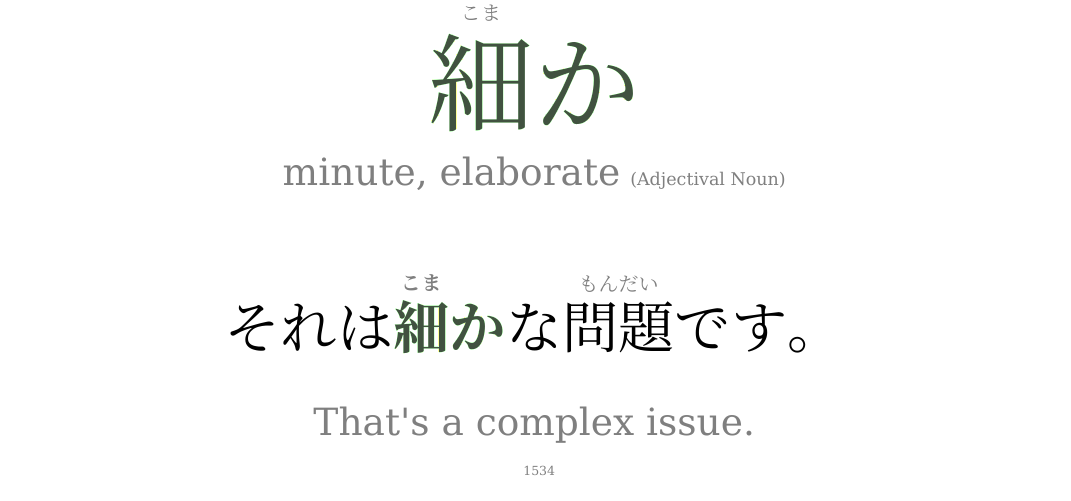 こま
細か
minute, elaborate (Adjectival Noun)
こま もんだい
それは細かな問題です。
That's a complex issue.
1534